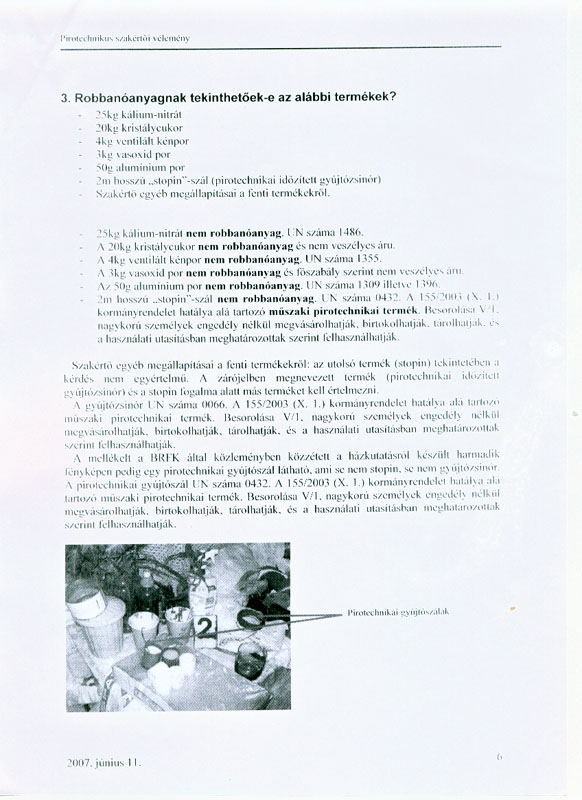 Pirotechnikus szakértői vélemény
3. Robbanóanyagnak tekinthetőek-e az alábbi termékek?
- 25kg kálium-nitrát
- 20kg kristálycukor
- 4kg ventilált kénpor
- 3kg vasoxid por
- 50g alumínium por
- 2m hosszú „stopin"-szál (pirotechnikai időzített gyújtózsinór)
- Szakértő egyéb megállapításai a fenti termékekről.
- 25kg kálium-nitrát nem robbanóanyag. UN száma 1486.
- A 20kg kristálycukor nem robbanóanyag és nem veszélyes áru.
- A 4kg ventilált kénpor nem robbanóanyag. UN száma 1355.
- A 3kg vasoxid por nem robbanóanyag és főszabály szerint nem veszélyes áru.
- Az 50g alumínium por nem robbanóanyag. UN száma 1309 illetve 1396.
- 2m hosszú „stopin"-szál nem robbanóanyag. UN száma 0432. A 155/2003 (X. 1.)
kormányrendelet hatálya alá tartozó műszaki pirotechnikai termék. Besorolása V/1,
nagykorú személyek engedély nélkül megvásárolhatják, birtokolhatják, tárolhatják, és
a használati utasításban meghatározottak szerint felhasználhatják.
Szakértő egyéb megállapításai a fenti termékekről: az utolsó termék (stopin) tekintetében a
kérdés nem egyértelmű. A zárójelben megnevezett termék (pirotechnikai időzített
gyújtózsinór) és a stopin fogalma alatt más terméket kell értelmezni.
A gyújtózsinór UN száma 0066. A 155/2003 (X. 1.) kormányrendelet hatálya alá tartozó
műszaki pirotechnikai termék. Besorolása V/1, nagykorú személyek engedély nélkül
megvásárolhatják, birtokolhatják, tárolhatják, és a használati utasításban meghatározottak
szerint felhasználhatják.
A mellékelt a BRFK által közleményben közzétett a házkutatásról készült harmadik
fényképen pedig egy pirotechnikai gyújtószál látható, ami se nem stopin, se nem gyújtózsinór.
A pirotechnikai gyújtószál UN száma 0432. A 155/2003 (X. 1.) kormányrendelet hatálya alá
tartozó műszaki pirotechnikai termék. Besorolása V/1, nagykorú személyek engedély nélkül
megvásárolhatják, birtokolhatják, tárolhatják, és a használati utasításban meghatározottak
szerint felhasználhatják.
2
Pirotechnikai gyújtószálak
2007. június 11.
6